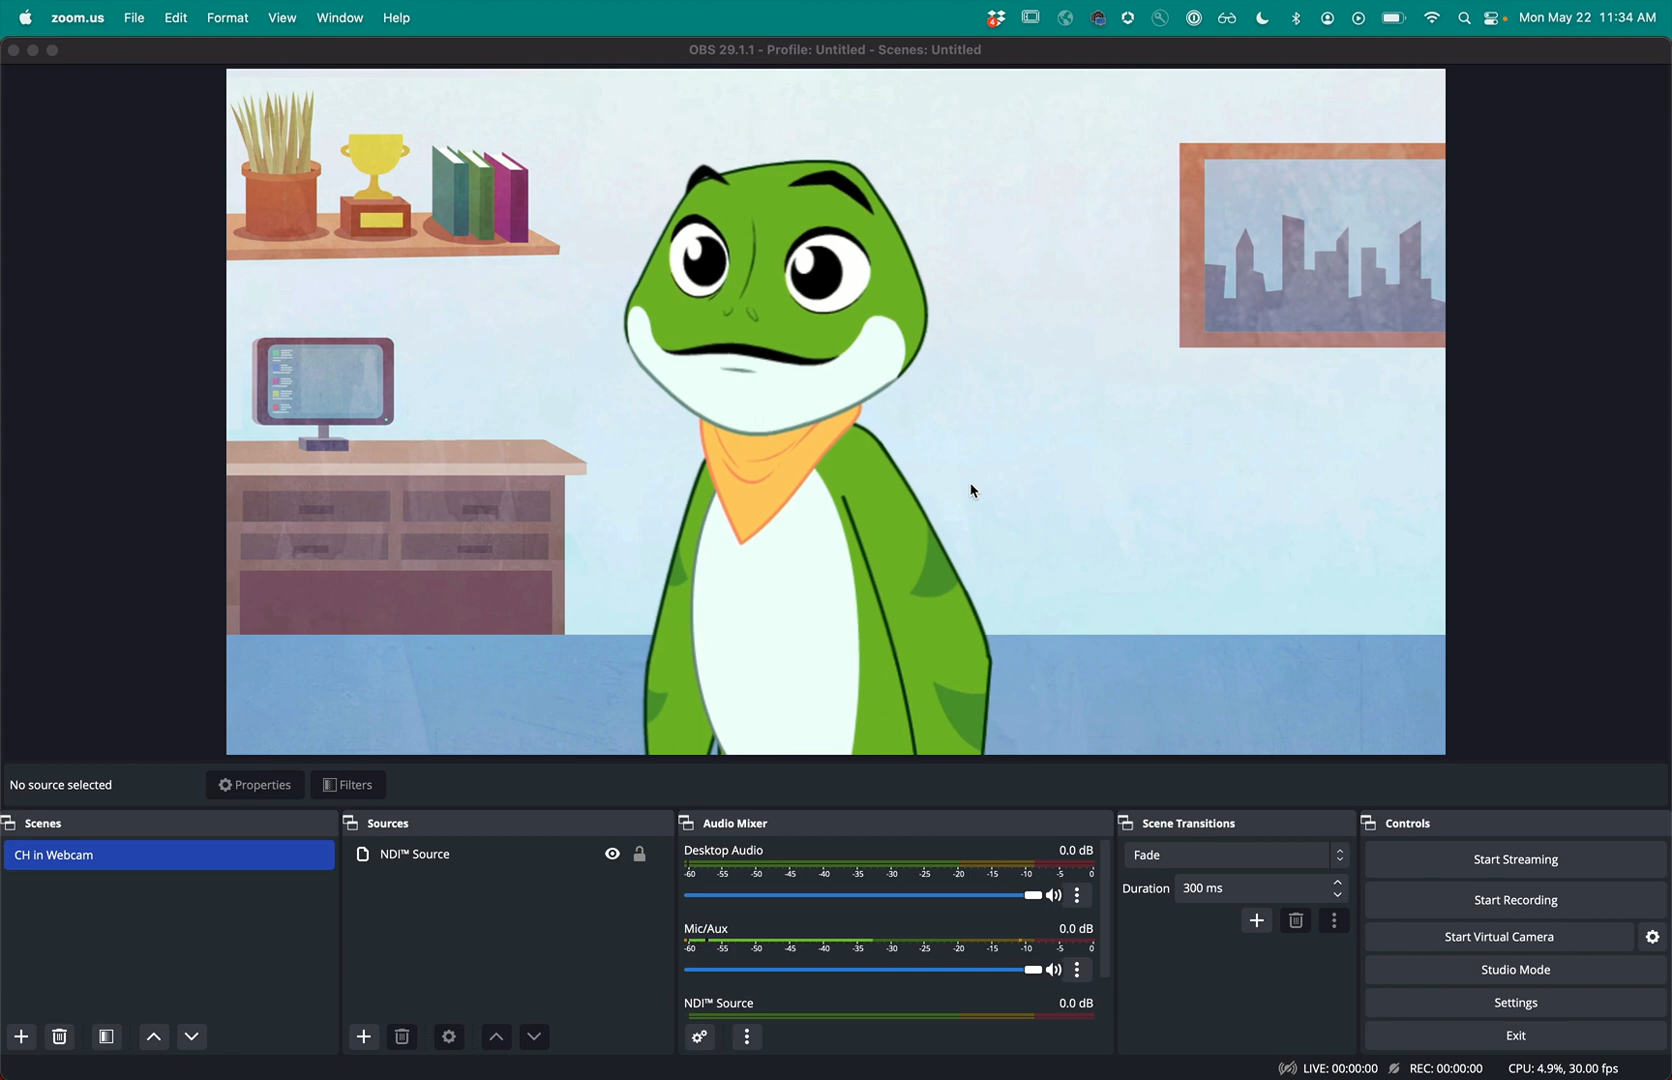 zoom.us File Edit Format View Window Help
4
Mon May 22 11:34 AM
OBS 29.1.1 - Profile: Untitled - Scenes: Untitled
No source selected
Properties
Filters
Scenes
Sources
Audio Mixer
Scene Transitions
Controls
CH in Webcam
NDI™ Source
Desktop Audio 0.0 dB
-60 -55 -50 -45 -40 -35 -30 -25 -20 -15 -10 -5 0
Mic/Aux 0.0 dB
-60 -55 -50 -45 -40 -35 -30 -25 -20 -15 -10 -5 0
NDI™ Source 0.0 dB
Fade
Duration 300 ms
Start Streaming
Start Recording
Start Virtual Camera
Studio Mode
Settings
Exit
LIVE: 00:00:00 REC: 00:00:00 CPU: 4.9%, 30.00 fps